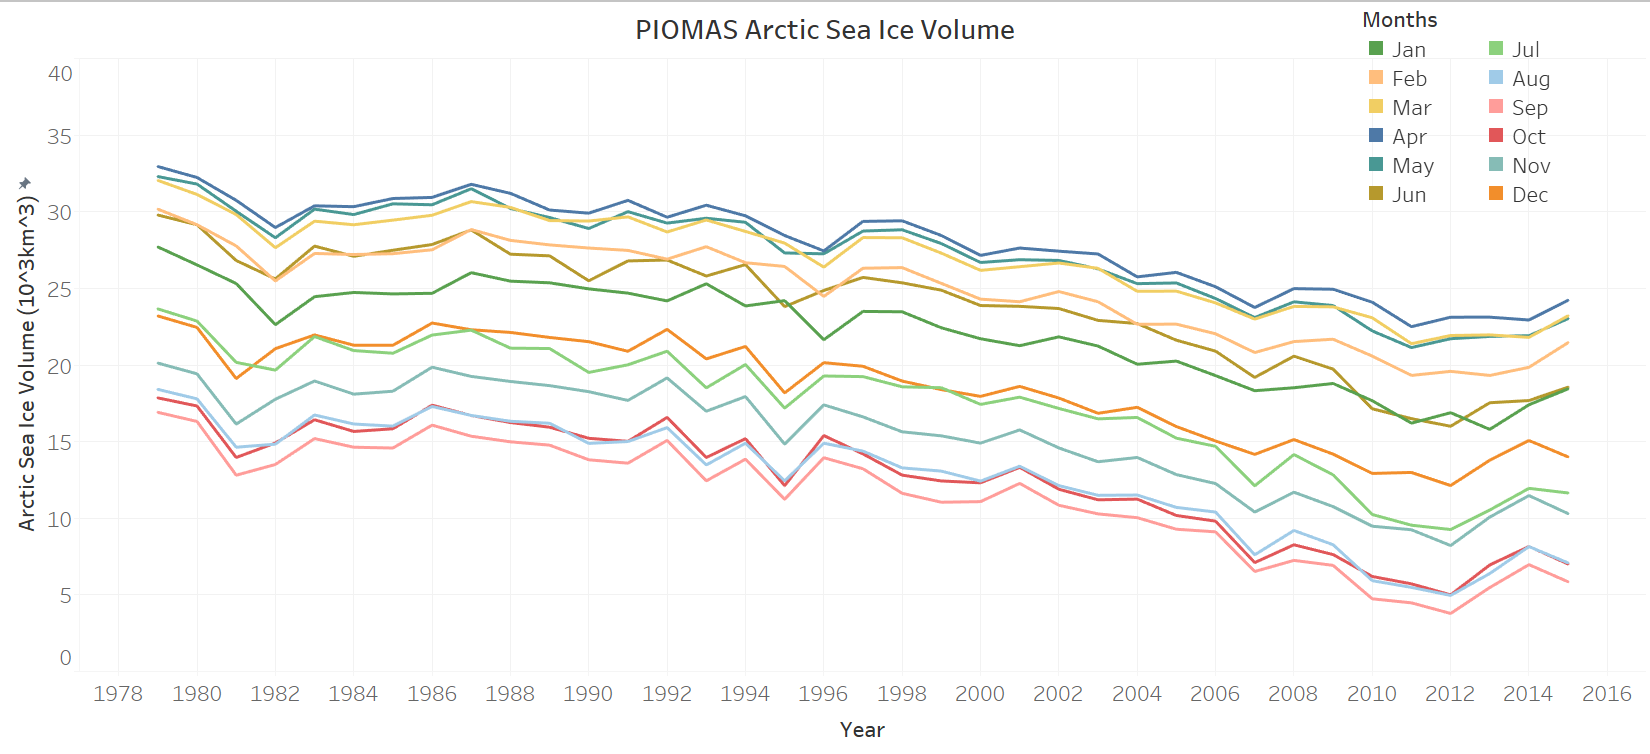 PIOMAS Arctic Sea Ice Volume
Months
Jan
Feb
Mar
Apr
May
Jun
Jul
Aug
Sep
Oct
Nov
Dec
Arctic Sea Ice Volume (10^3km^3)
40
35
30
25
20
15
10
5
0
1978 1980 1982 1984 1986 1988 1990 1992 1994 1996 1998 2000 2002 2004 2006 2008 2010 2012 2014 2016
Year